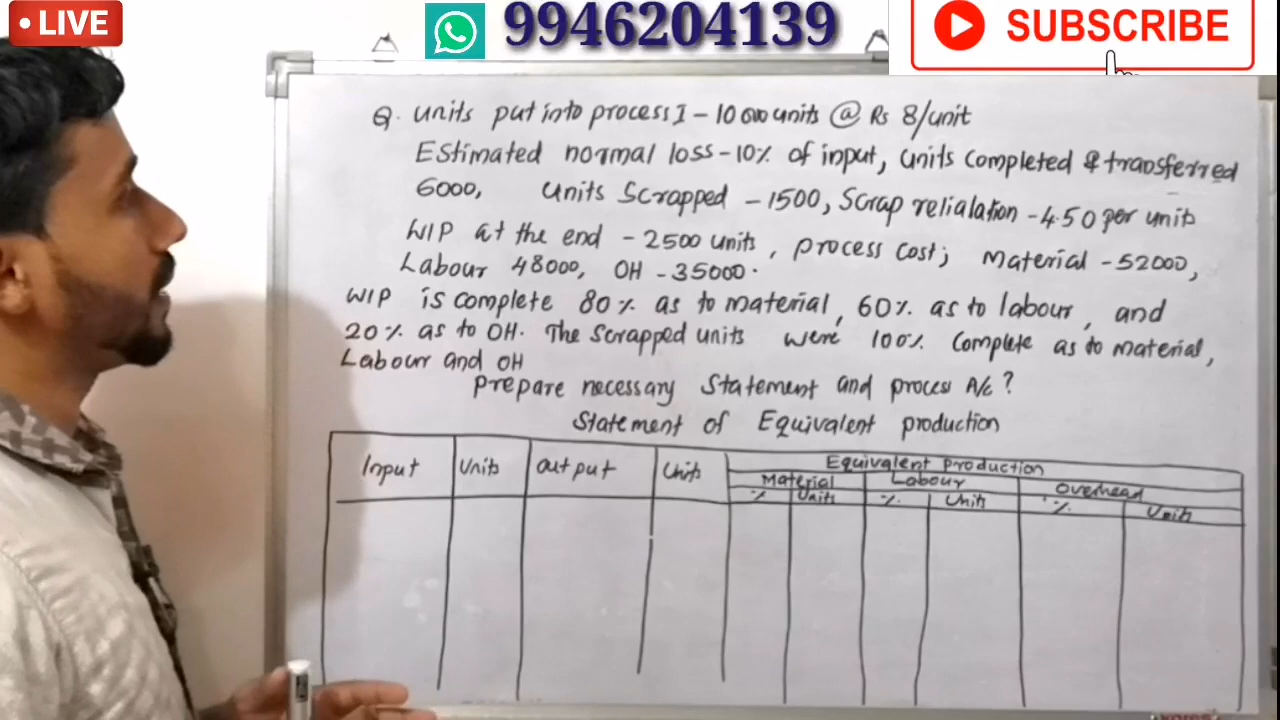 LIVE
9946204139
SUBSCRIBE
Q. Units put into process I - 10000 units @ Rs 8/unit
Estimated normal loss - 10% of input, Units Completed & transferred
6000, Units Scrapped - 1500, Scrap relialation - 4.50 per unit
WIP at the end - 2500 units, process cost; Material - 52000,
Labour 48000, OH - 35000.
WIP is complete 80% as to material, 60% as to labour, and
20% as to OH. The Scrapped units were 100% Complete as to material,
Labour and OH
prepare necessary Statement and process A/c?
Statement of Equivalent production
Input Units Output Units Equivalent production
Material Labour Overhead
% Units % Units % Units